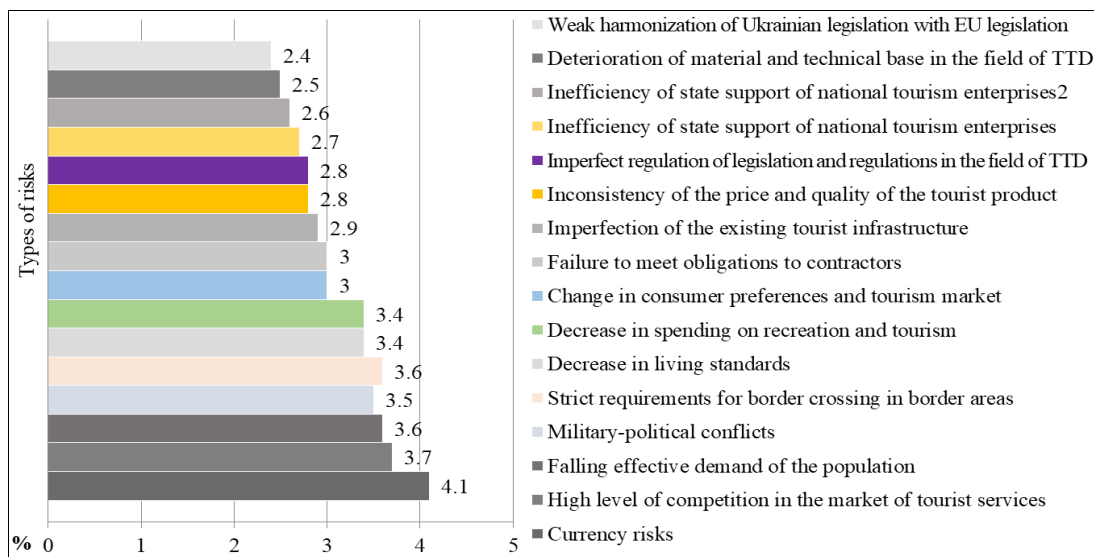 Types of risks
2.4
2.5
2.6
2.7
2.8
2.8
2.9
3
3
3.4
3.4
3.6
3.5
3.6
3.7
4.1
% 0 1 2 3 4 5
Weak harmonization of Ukrainian legislation with EU legislation
Deterioration of material and technical base in the field of TTD
Inefficiency of state support of national tourism enterprises2
Inefficiency of state support of national tourism enterprises
Imperfect regulation of legislation and regulations in the field of TTD
Inconsistency of the price and quality of the tourist product
Imperfection of the existing tourist infrastructure
Failure to meet obligations to contractors
Change in consumer preferences and tourism market
Decrease in spending on recreation and tourism
Decrease in living standards
Strict requirements for border crossing in border areas
Military-political conflicts
Falling effective demand of the population
High level of competition in the market of tourist services
Currency risks